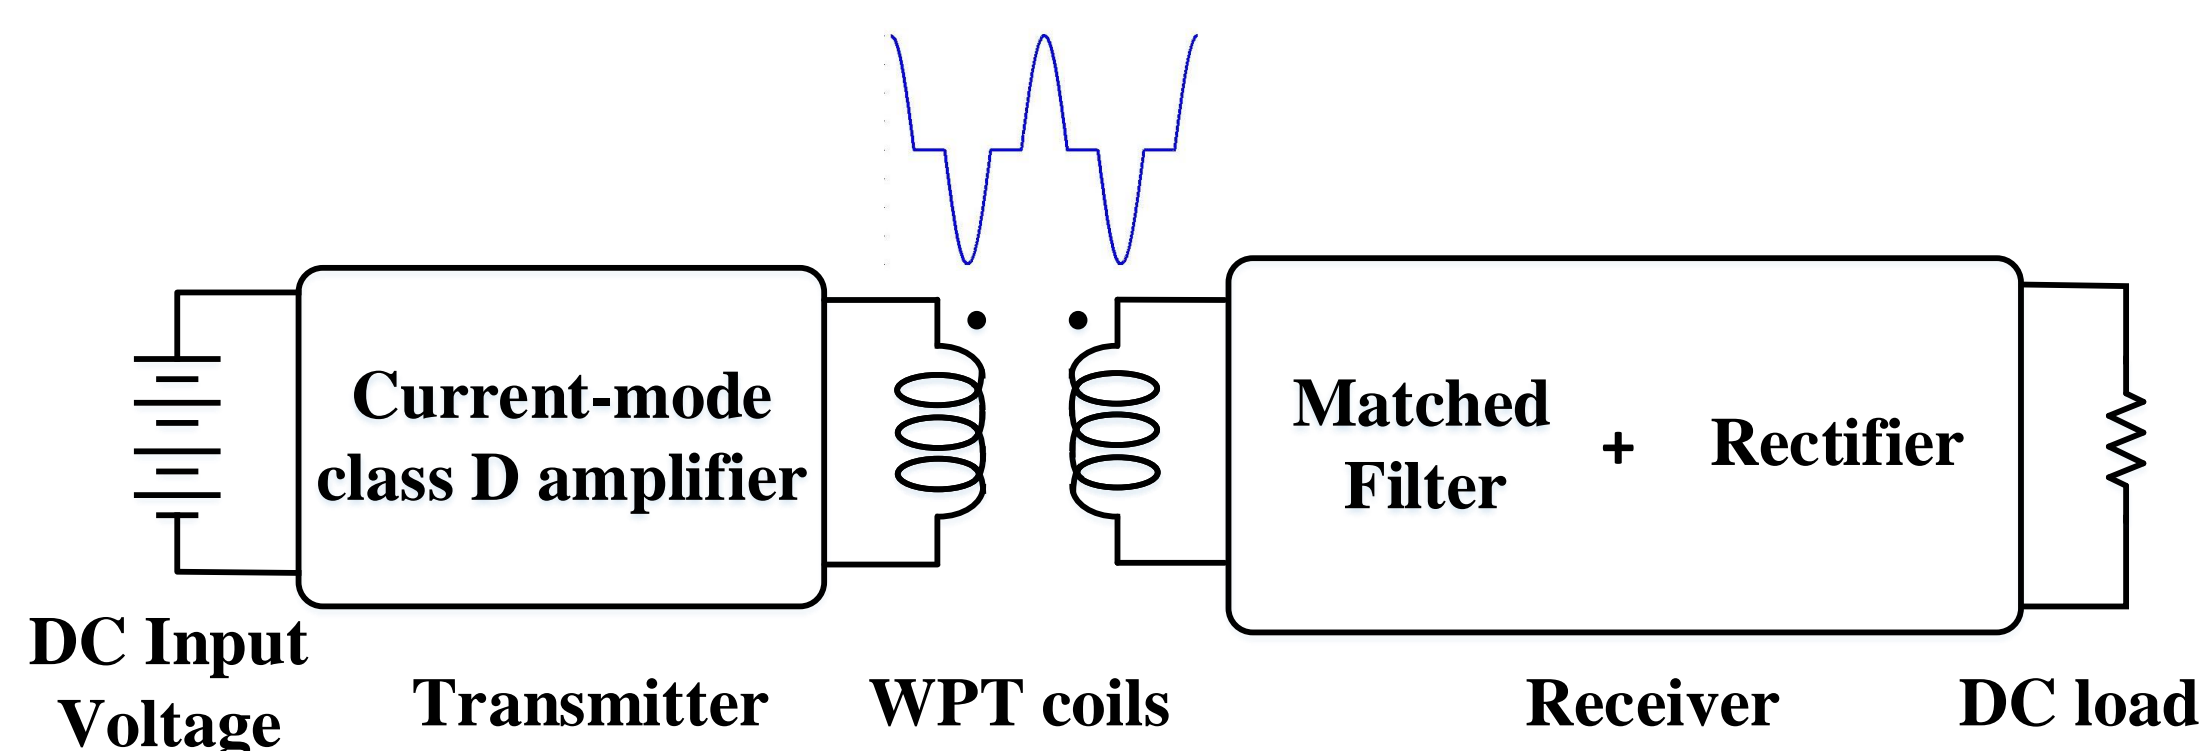 Current-mode
class D amplifier
Matched
Filter
+
Rectifier
DC Input
Voltage
Transmitter
WPT coils
Receiver
DC load